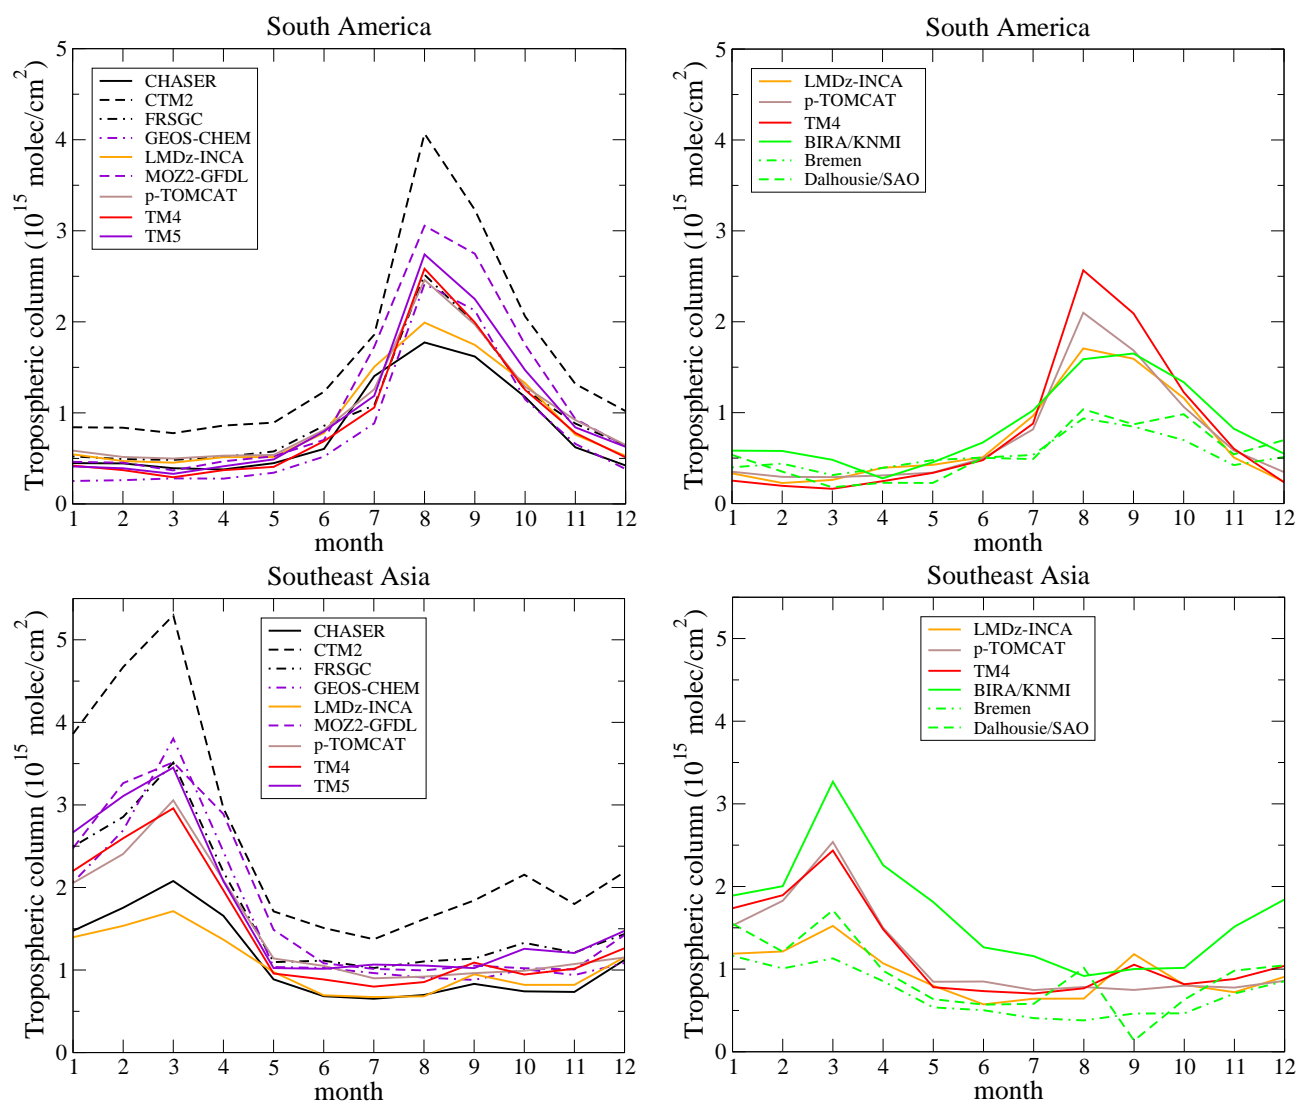 South America
Tropospheric column (10^15 molec/cm^2)
5
4
3
2
1
0
CHASER
CTM2
FRSGC
GEOS-CHEM
LMDz-INCA
MOZ2-GFDL
p-TOMCAT
TM4
TM5
1 2 3 4 5 6 7 8 9 10 11 12
month
South America
Tropospheric column (10^15 molec/cm^2)
5
4
3
2
1
0
LMDz-INCA
p-TOMCAT
TM4
BIRA/KNMI
Bremen
Dalhousie/SAO
1 2 3 4 5 6 7 8 9 10 11 12
month
Southeast Asia
Tropospheric column (10^15 molec/cm^2)
5
4
3
2
1
0
CHASER
CTM2
FRSGC
GEOS-CHEM
LMDz-INCA
MOZ2-GFDL
p-TOMCAT
TM4
TM5
1 2 3 4 5 6 7 8 9 10 11 12
month
Southeast Asia
Tropospheric column (10^15 molec/cm^2)
5
4
3
2
1
0
LMDz-INCA
p-TOMCAT
TM4
BIRA/KNMI
Bremen
Dalhousie/SAO
1 2 3 4 5 6 7 8 9 10 11 12
month